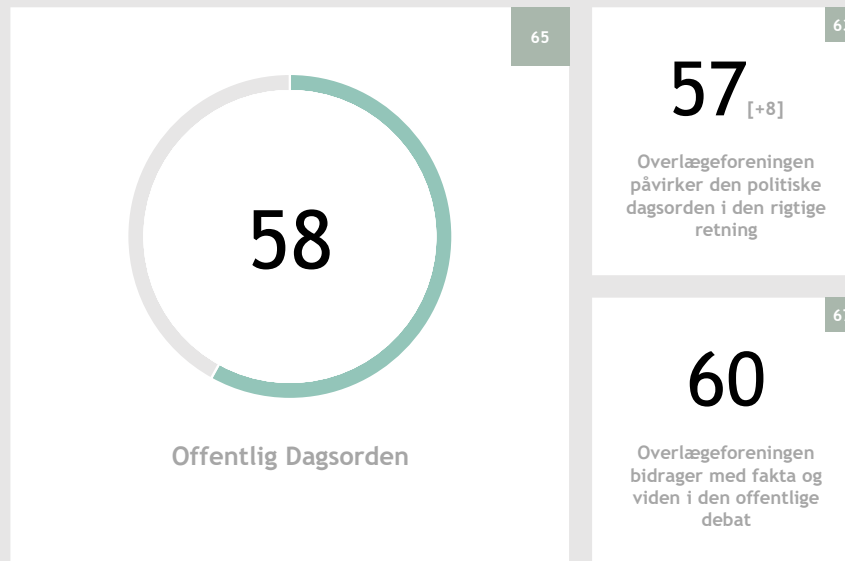 65
58
Offentlig Dagsorden
57 [+8]
Overlægeforeningen
påvirker den politiske
dagsorden i den rigtige
retning
60
Overlægeforeningen
bidrager med fakta og
viden i den offentlige
debat